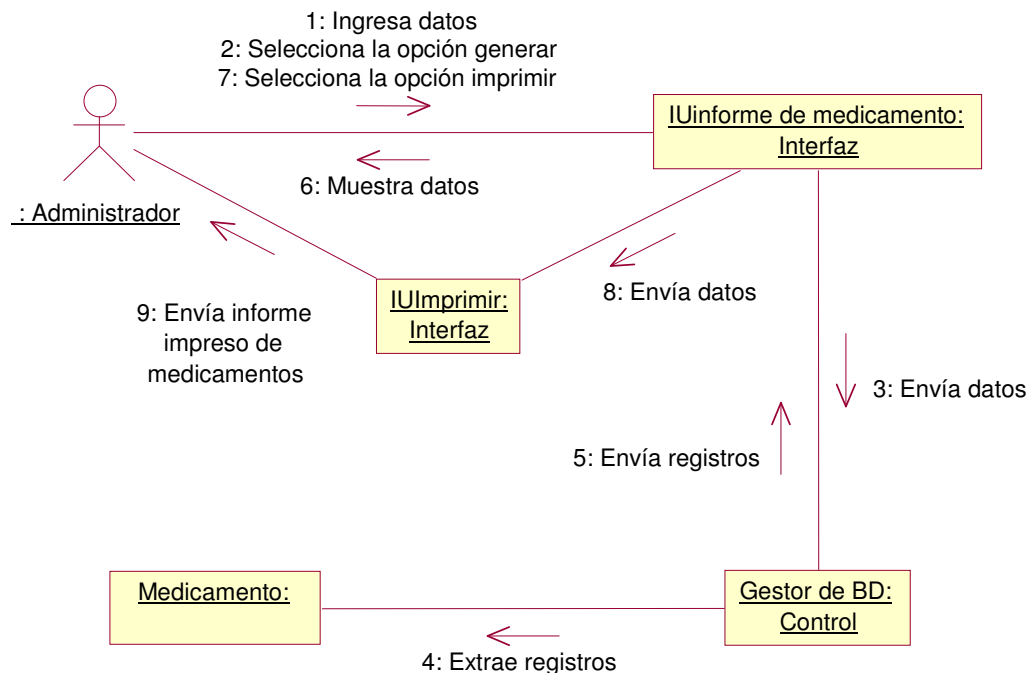 1: Ingresa datos
2: Selecciona la opción generar
7: Selecciona la opción imprimir
IUinforme de medicamento:
Interfaz
6: Muestra datos
: Administrador
IUImprimir:
Interfaz
8: Envía datos
9: Envía informe
impreso de
medicamentos
3: Envía datos
5: Envía registros
Medicamento:
Gestor de BD:
Control
4: Extrae registros